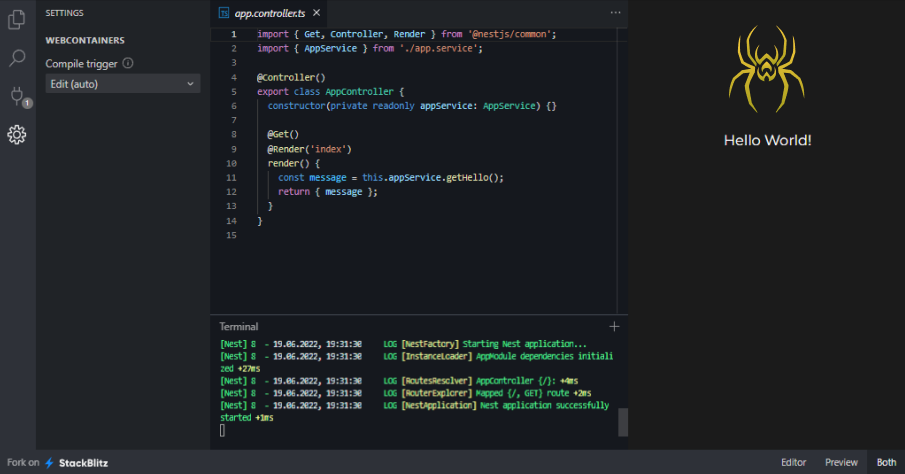 SETTINGS
WEBCONTAINERS
Compile trigger
Edit (auto)
1
TS app.controller.ts
1 import { Get, Controller, Render } from '@nestjs/common';
2 import { AppService } from './app.service';
3
4 @Controller()
5 export class AppController {
6 constructor(private readonly appService: AppService) {}
7
8 @Get()
9 @Render('index')
10 render() {
11 const message = this.appService.getHello();
12 return { message };
13 }
14 }
15
Terminal
[Nest] 8 - 19.06.2022, 19:31:30 LOG [NestFactory] Starting Nest application...
[Nest] 8 - 19.06.2022, 19:31:30 LOG [InstanceLoader] AppModule dependencies initiali
zed +27ms
[Nest] 8 - 19.06.2022, 19:31:30 LOG [RoutesResolver] AppController {/}: +4ms
[Nest] 8 - 19.06.2022, 19:31:30 LOG [RouterExplorer] Mapped {/, GET} route +2ms
[Nest] 8 - 19.06.2022, 19:31:30 LOG [NestApplication] Nest application successfully
started +1ms
Hello World!
Fork on StackBlitz
Editor Preview Both